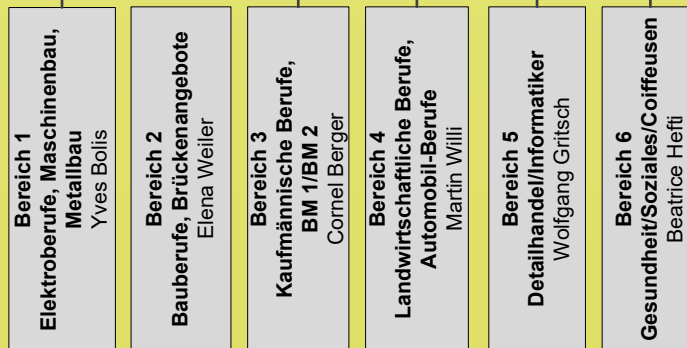 Bereich 1
Elektroberufe, Maschinenbau,
Metallbau
Yves Bolis
Bereich 2
Bauberufe, Brückenangebote
Elena Weiler
Bereich 3
Kaufmännische Berufe,
BM 1/BM 2
Cornel Berger
Bereich 4
Landwirtschaftliche Berufe,
Automobil-Berufe
Martin Willi
Bereich 5
Detailhandel/Informatiker
Wolfgang Gritsch
Bereich 6
Gesundheit/Soziales/Coiffeusen
Beatrice Hefti